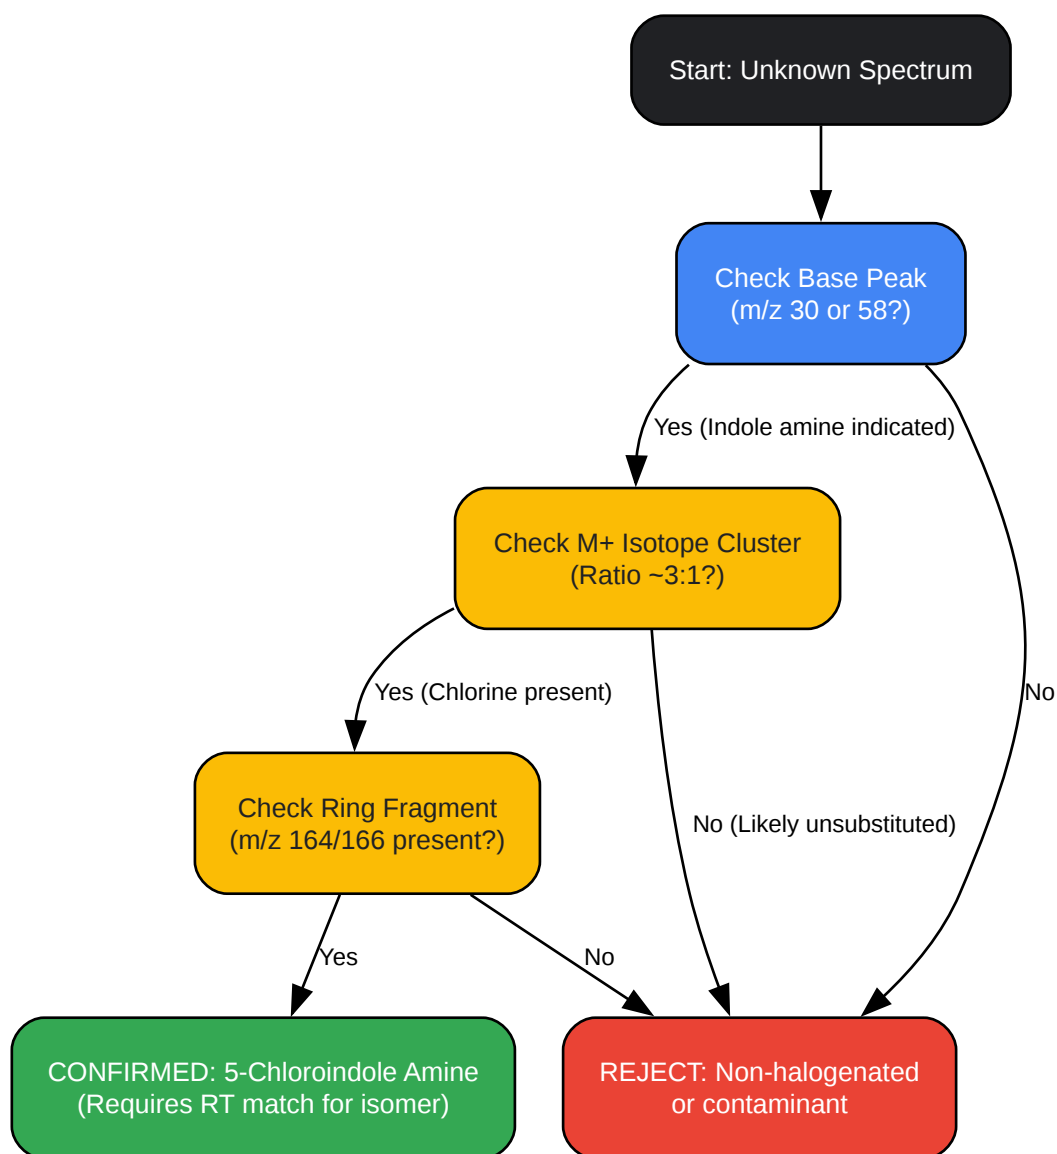 Start: Unknown Spectrum
Check Base Peak
(m/z 30 or 58?)
Yes (Indole amine indicated)
Check M+ Isotope Cluster
(Ratio ~3:1?)
Yes (Chlorine present)
No
Check Ring Fragment
(m/z 164/166 present?)
No (Likely unsubstituted)
Yes
No
CONFIRMED: 5-Chloroindole Amine
(Requires RT match for isomer)
REJECT: Non-halogenated
or contaminant